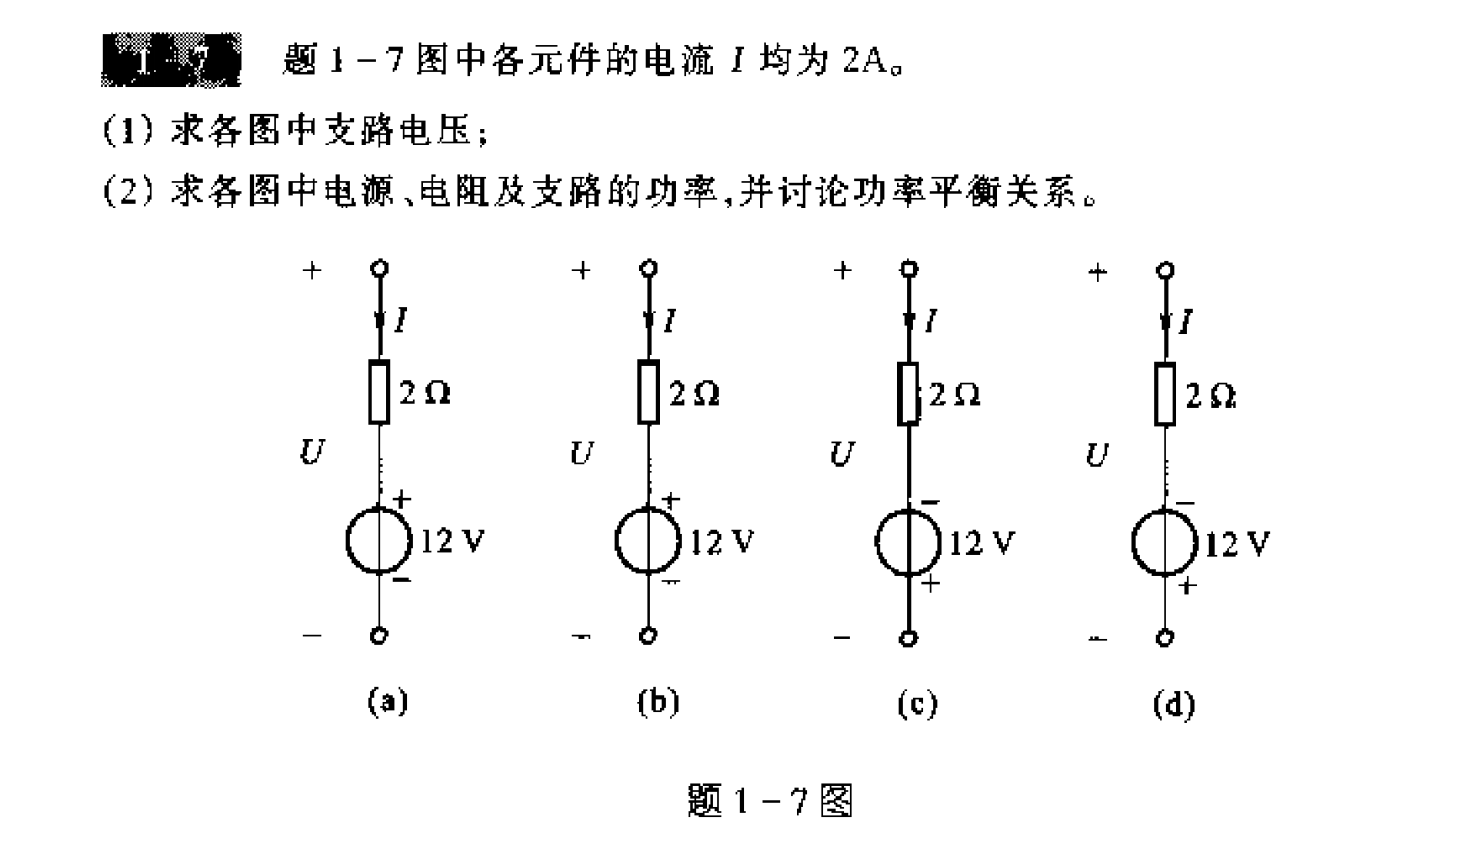 1-7 题1-7图中各元件的电流 I 均为 2A。
(1) 求各图中支路电压;
(2) 求各图中电源、电阻及支路的功率,并讨论功率平衡关系。
+ + + +
I I I I
2Ω 2Ω 2Ω 2Ω
U U U U
+ + - -
12 V 12 V 12 V 12 V
- - + +
- - - -
(a) (b) (c) (d)
题1-7图